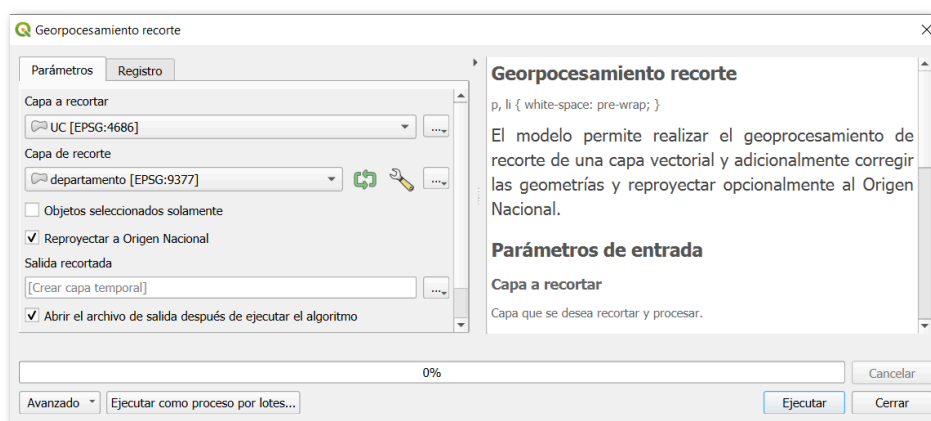 Georpocesamiento recorte
Parámetros
Registro
Capa a recortar
UC [EPSG:4686]
...
Capa de recorte
departamento [EPSG:9377]
...
Objetos seleccionados solamente
Reproyectar a Origen Nacional
Salida recortada
[Crear capa temporal]
...
Abrir el archivo de salida después de ejecutar el algoritmo
Georpocesamiento recorte
p, li { white-space: pre-wrap; }
El modelo permite realizar el geoprocesamiento de
recorte de una capa vectorial y adicionalmente corregir
las geometrías y reproyectar opcionalmente al Origen
Nacional.
Parámetros de entrada
Capa a recortar
Capa que se desea recortar y procesar.
0%
Cancelar
Avanzado
Ejecutar como proceso por lotes...
Ejecutar
Cerrar